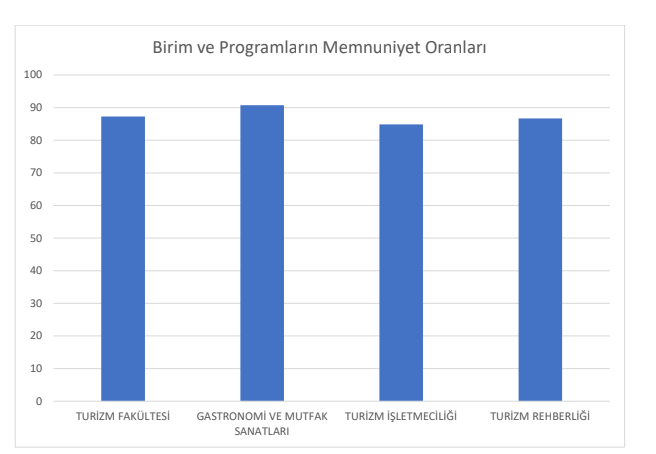 Birim ve Programların Memnuniyet Oranları
100
90
80
70
60
50
40
30
20
10
0
TURİZM FAKÜLTESİ
GASTRONOMİ VE MUTFAK
SANATLARI
TURİZM İŞLETMECİLİĞİ
TURİZM REHBERLİĞİ